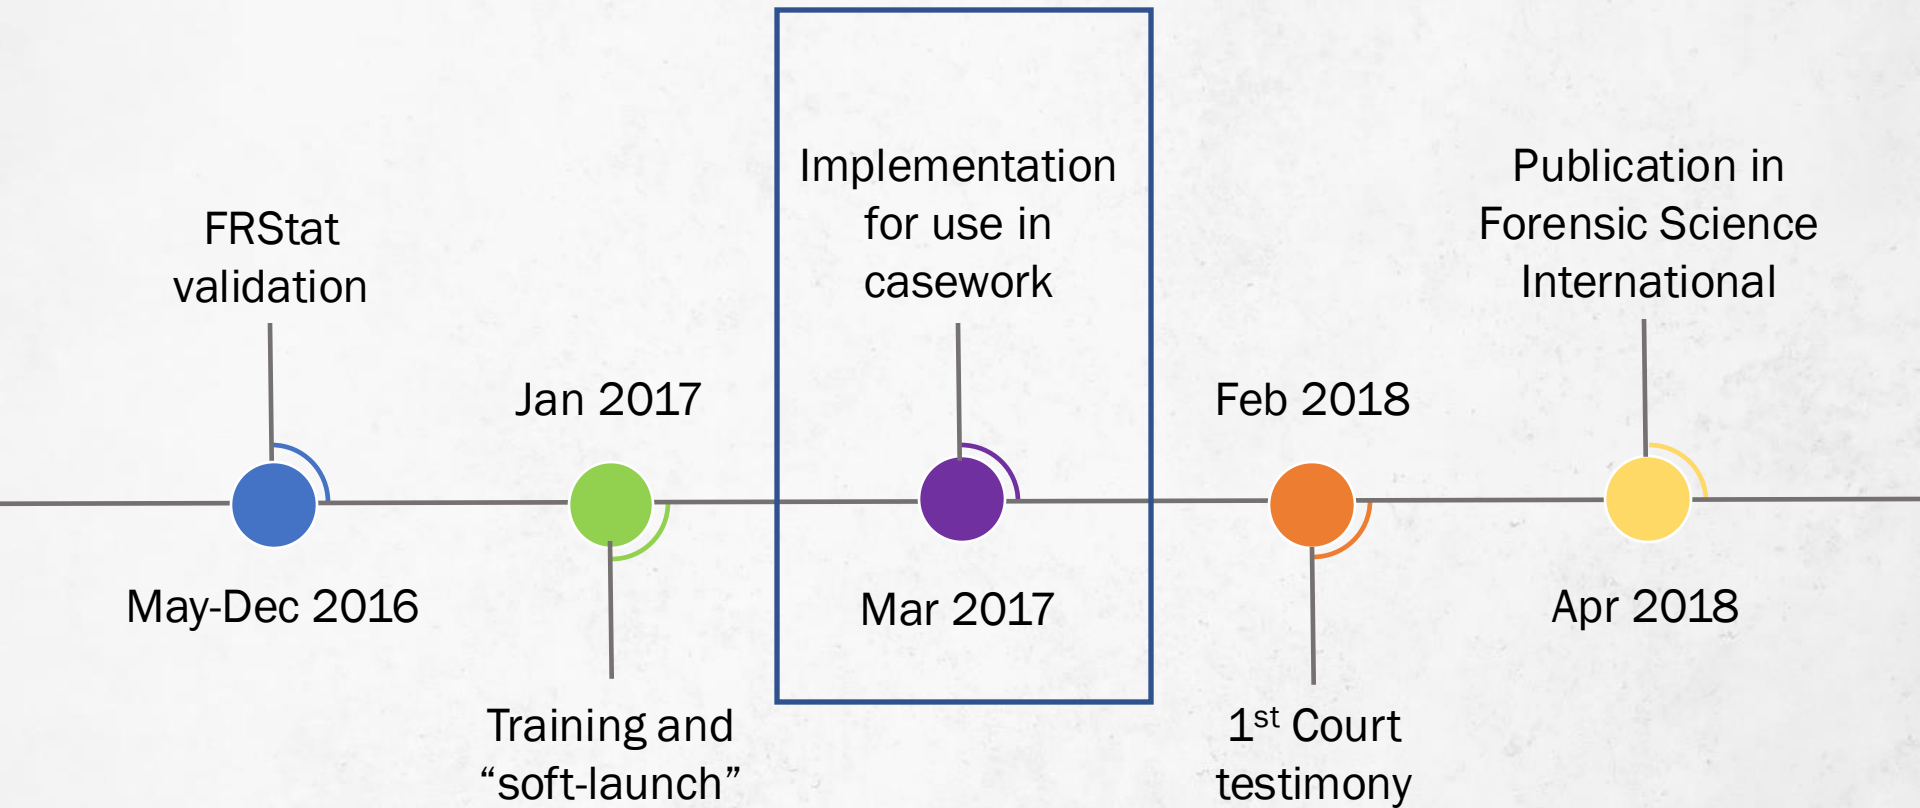 FRStat
validation
May-Dec 2016
Jan 2017
Training and
“soft-launch”
Implementation
for use in
casework
Mar 2017
Feb 2018
1st Court
testimony
Publication in
Forensic Science
International
Apr 2018